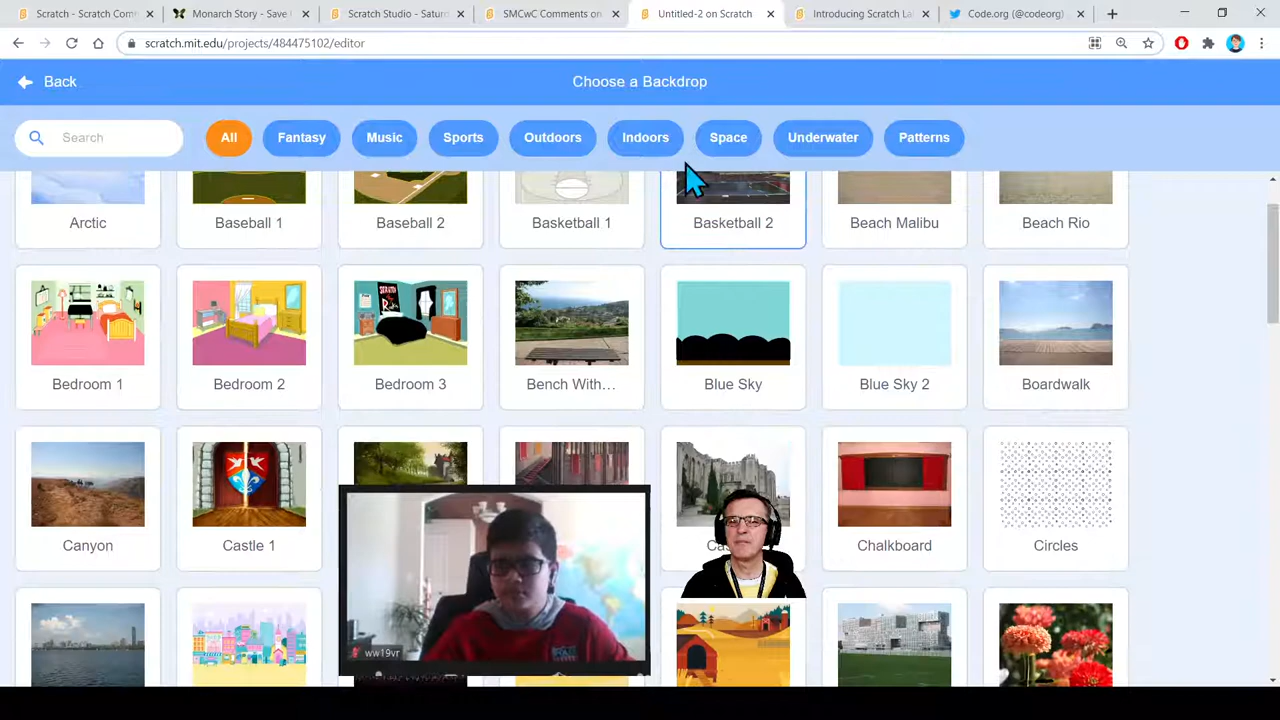 Scratch - Scratch Com
Monarch Story - Save
Scratch Studio - Saturd
SMCwC Comments on
Untitled-2 on Scratch
Introducing Scratch La
Code.org (@codeorg)
scratch.mit.edu/projects/484475102/editor
Back
Choose a Backdrop
Search
All
Fantasy
Music
Sports
Outdoors
Indoors
Space
Underwater
Patterns
Arctic
Baseball 1
Baseball 2
Basketball 1
Basketball 2
Beach Malibu
Beach Rio
Bedroom 1
Bedroom 2
Bedroom 3
Bench With…
Blue Sky
Blue Sky 2
Boardwalk
Canyon
Castle 1
Chalkboard
Circles
ww19vr